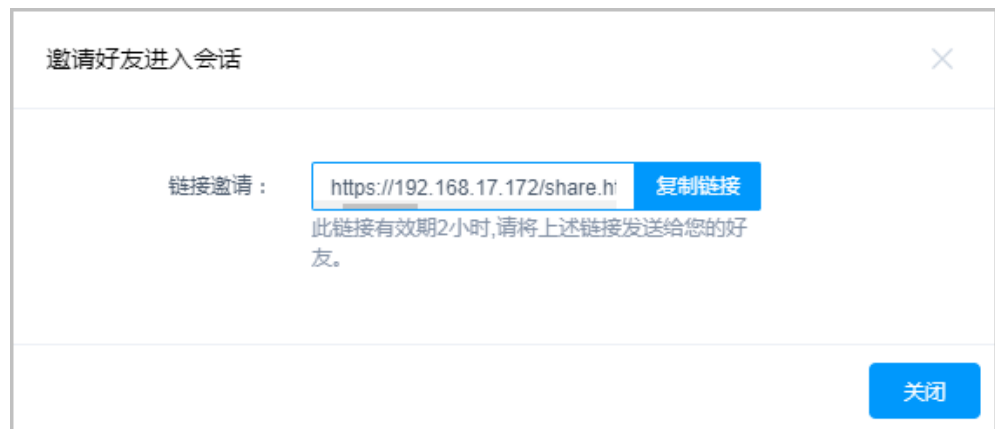 邀请好友进入会话
链接邀请：
https://192.168.17.172/share.ht
复制链接
此链接有效期2小时,请将上述链接发送给您的好
友。
关闭